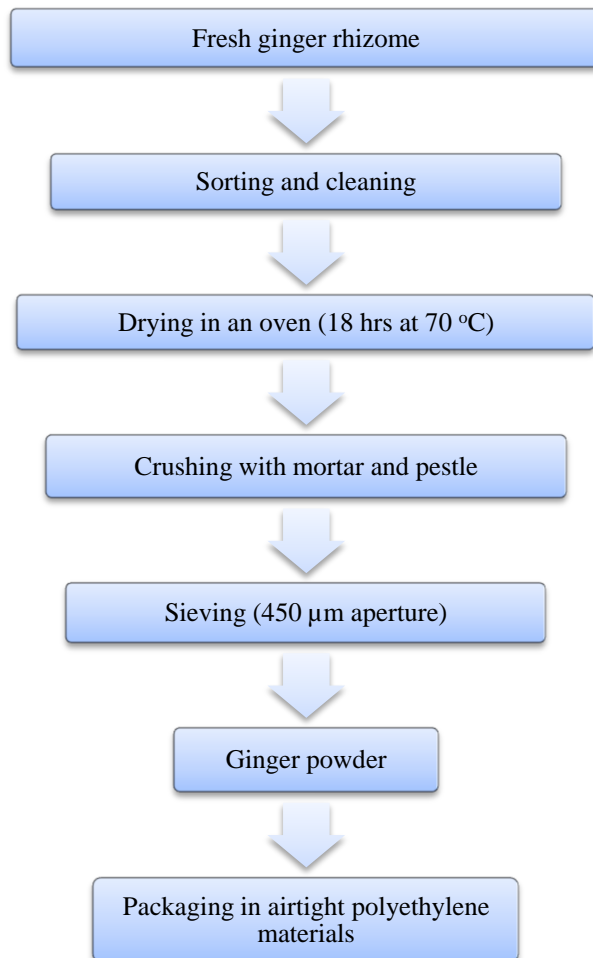 Fresh ginger rhizome
Sorting and cleaning
Drying in an oven (18 hrs at 70 ºC)
Crushing with mortar and pestle
Sieving (450 µm aperture)
Ginger powder
Packaging in airtight polyethylene
materials